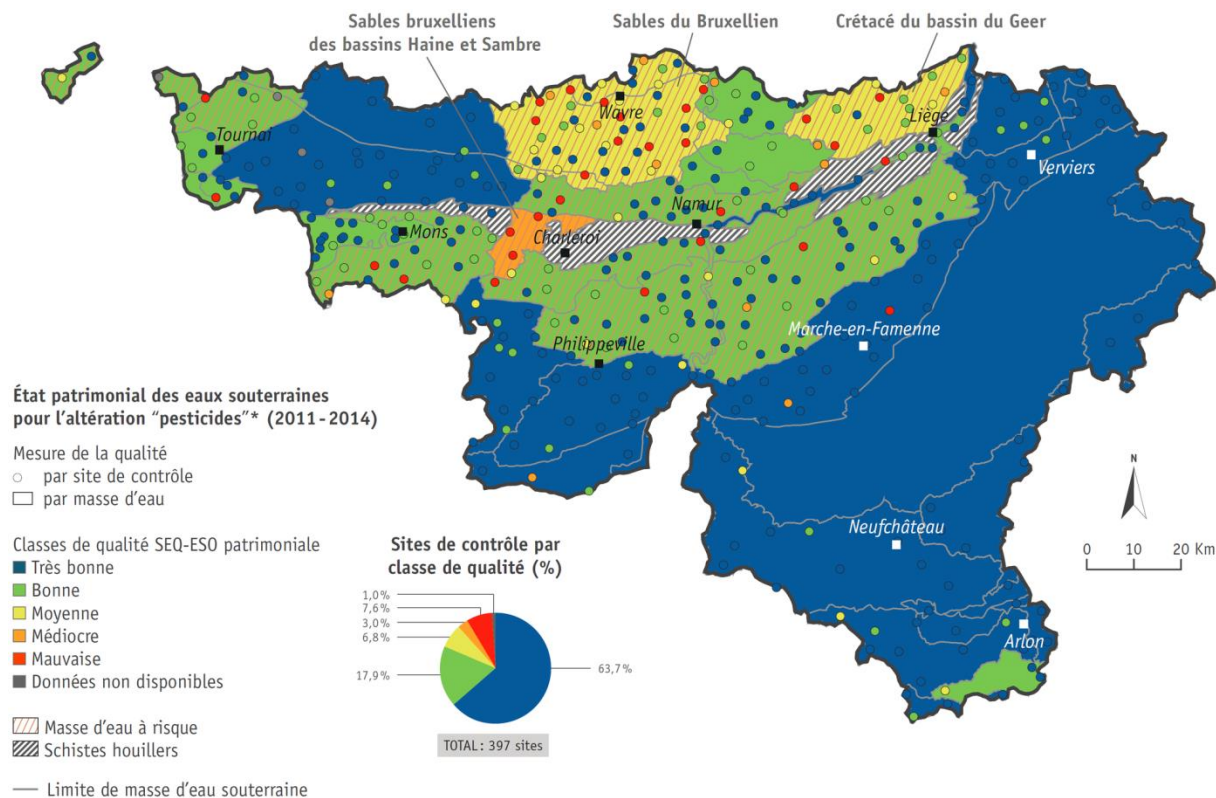 Sables bruxelliens
des bassins Haine et Sambre
Sables du Bruxellien
Crétacé du bassin du Geer
Wavre
Liège
Tournai
Verviers
Namur
Mons
Charleroi
Marche-en-Famenne
Philippeville
Neufchâteau
Arlon
État patrimonial des eaux souterraines
pour l'altération "pesticides"* (2011-2014)
Mesure de la qualité
par site de contrôle
par masse d'eau
Classes de qualité SEQ-ESO patrimoniale
Très bonne
Bonne
Moyenne
Médiocre
Mauvaise
Données non disponibles
Masse d'eau à risque
Schistes houillers
Limite de masse d'eau souterraine
Sites de contrôle par
classe de qualité (%)
1,0%
7,6%
3,0%
6,8%
17,9%
63,7%
TOTAL: 397 sites
N
0 10 20 Km